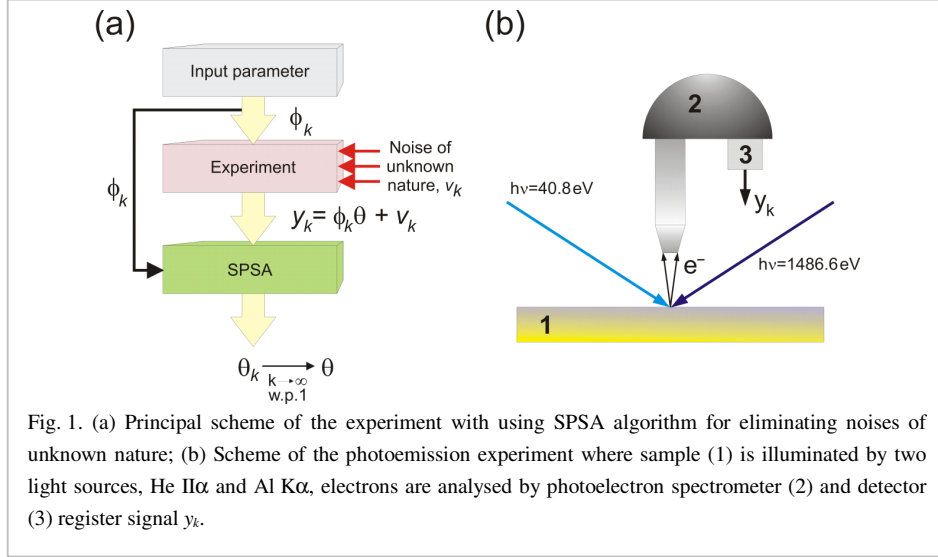 (a)
Input parameter
ϕk
Experiment
Noise of
unknown
nature, vk
ϕk
yk= ϕkθ + vk
SPSA
θk → θ
k→∞
w.p.1
(b)
2
3
yk
hν=40.8eV
e⁻
hν=1486.6eV
1
Fig. 1. (a) Principal scheme of the experiment with using SPSA algorithm for eliminating noises of
unknown nature; (b) Scheme of the photoemission experiment where sample (1) is illuminated by two
light sources, He IIα and Al Kα, electrons are analysed by photoelectron spectrometer (2) and detector
(3) register signal yk.